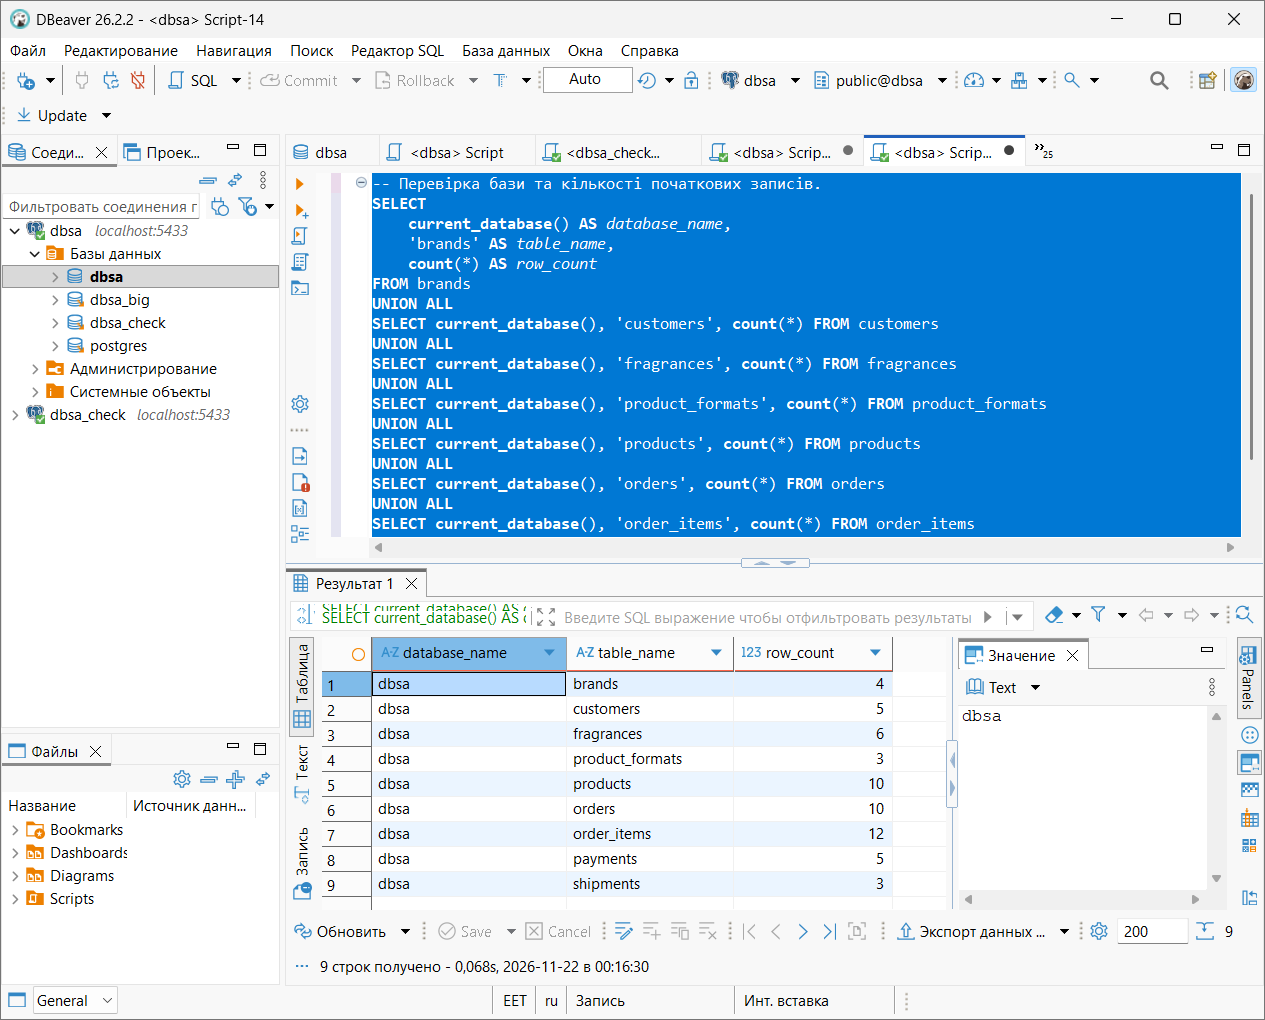 DBeaver 26.2.2 - <dbsa> Script-14
Файл Редактирование Навигация Поиск Редактор SQL База данных Окна Справка
SQL Commit Rollback T Auto dbsa public@dbsa
Update
Соеди... Проек...
Фильтровать соединения г
dbsa localhost:5433
Базы данных
dbsa
dbsa_big
dbsa_check
postgres
Администрирование
Системные объекты
dbsa_check localhost:5433
Файлы
Название Источник данн...
Bookmarks
Dashboards
Diagrams
Scripts
General
dbsa <dbsa> Script <dbsa_check... <dbsa> Scrip... <dbsa> Scrip... »25
-- Перевірка бази та кількості початкових записів.
SELECT
current_database() AS database_name,
'brands' AS table_name,
count(*) AS row_count
FROM brands
UNION ALL
SELECT current_database(), 'customers', count(*) FROM customers
UNION ALL
SELECT current_database(), 'fragrances', count(*) FROM fragrances
UNION ALL
SELECT current_database(), 'product_formats', count(*) FROM product_formats
UNION ALL
SELECT current_database(), 'products', count(*) FROM products
UNION ALL
SELECT current_database(), 'orders', count(*) FROM orders
UNION ALL
SELECT current_database(), 'order_items', count(*) FROM order_items
Результат 1
SELECT current_database() AS
Введите SQL выражение чтобы отфильтровать результаты
Таблица
Текст
Запись
A-Z database_name A-Z table_name 123 row_count
1 dbsa brands 4
2 dbsa customers 5
3 dbsa fragrances 6
4 dbsa product_formats 3
5 dbsa products 10
6 dbsa orders 10
7 dbsa order_items 12
8 dbsa payments 5
9 dbsa shipments 3
Значение
Text
dbsa
Panels
Обновить Save Cancel Экспорт данных ... 200 9
9 строк получено - 0,068s, 2026-11-22 в 00:16:30
EET ru Запись Инт. вставка